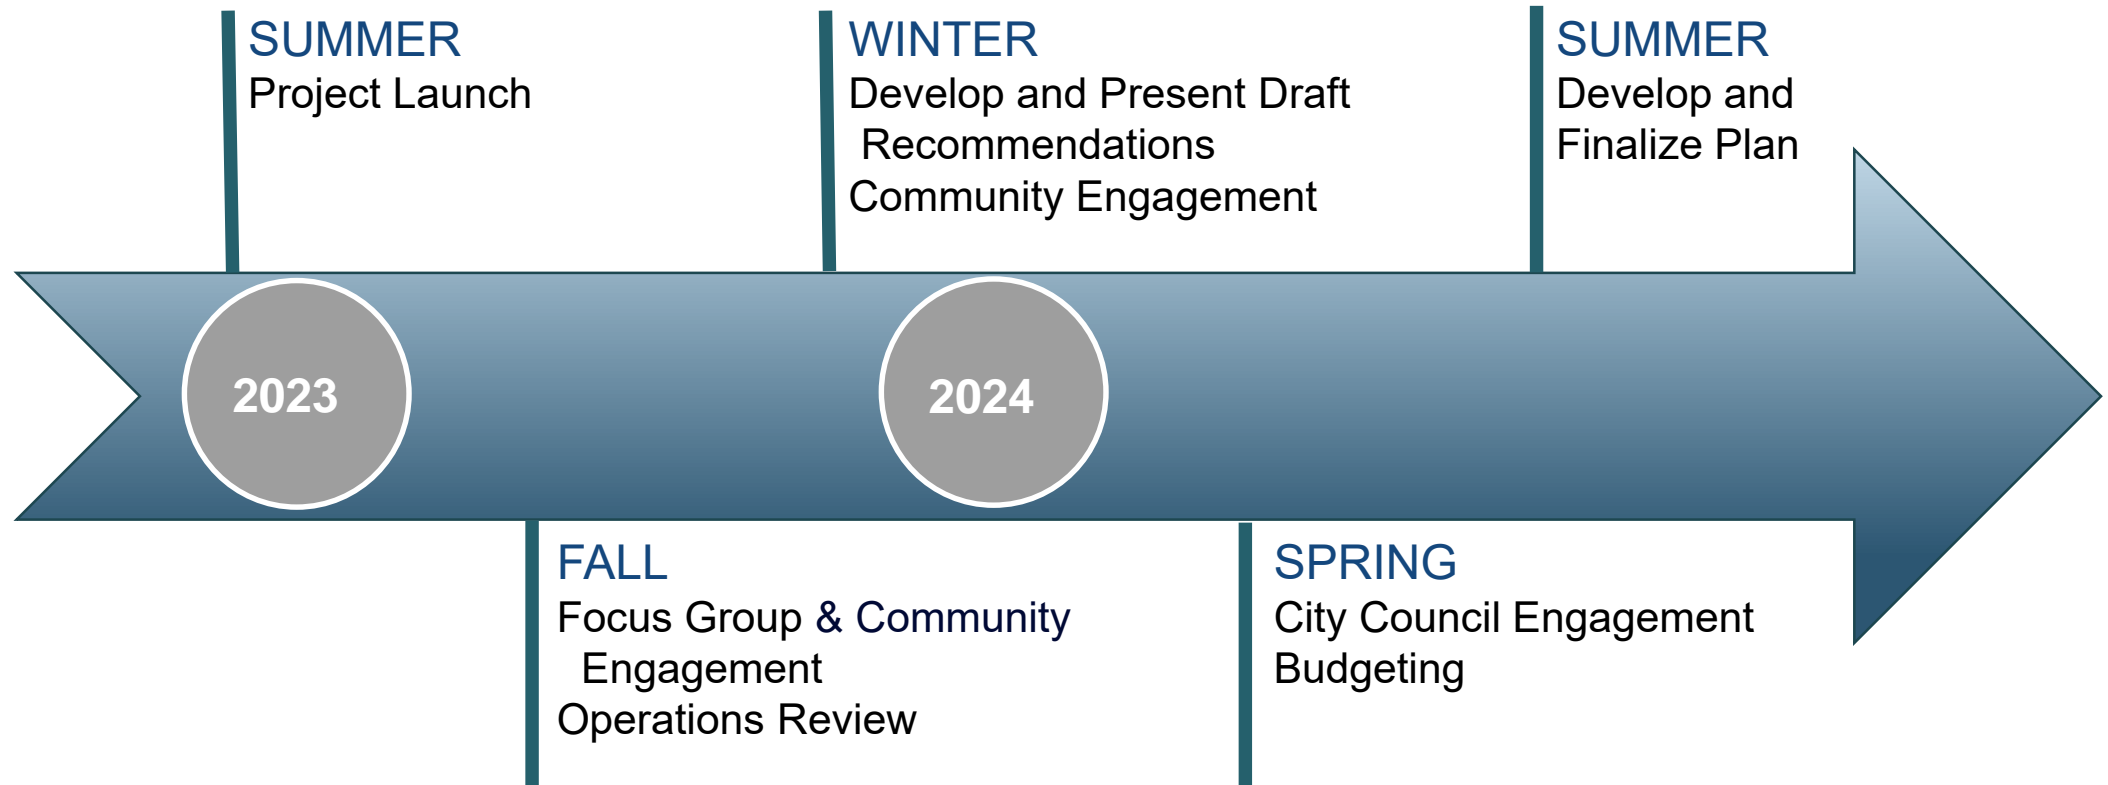 SUMMER
Project Launch
WINTER
Develop and Present Draft
Recommendations
Community Engagement
SUMMER
Develop and
Finalize Plan
2023
2024
FALL
Focus Group & Community
Engagement
Operations Review
SPRING
City Council Engagement
Budgeting